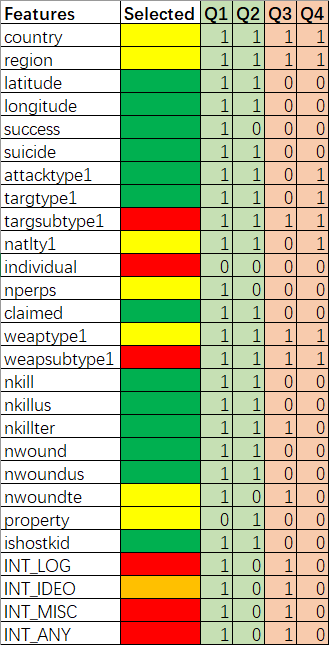 Features Selected Q1 Q2 Q3 Q4
country 1 1 1 1
region 1 1 1 1
latitude 1 1 0 0
longitude 1 1 0 0
success 1 0 0 0
suicide 1 1 0 0
attacktype1 1 1 0 1
targtype1 1 1 0 1
targsubtype1 1 1 1 1
natlty1 1 1 0 1
individual 0 0 0 0
nperps 1 0 0 0
claimed 1 1 0 0
weaptype1 1 1 1 1
weapsubtype1 1 1 1 1
nkill 1 1 0 0
nkillus 1 1 0 0
nkillter 1 1 1 0
nwound 1 1 0 0
nwoundus 1 1 0 0
nwoundte 1 0 1 0
property 0 1 0 0
ishostkid 1 1 0 0
INT_LOG 1 0 1 0
INT_IDEO 1 0 1 0
INT_MISC 1 0 1 0
INT_ANY 1 0 1 0